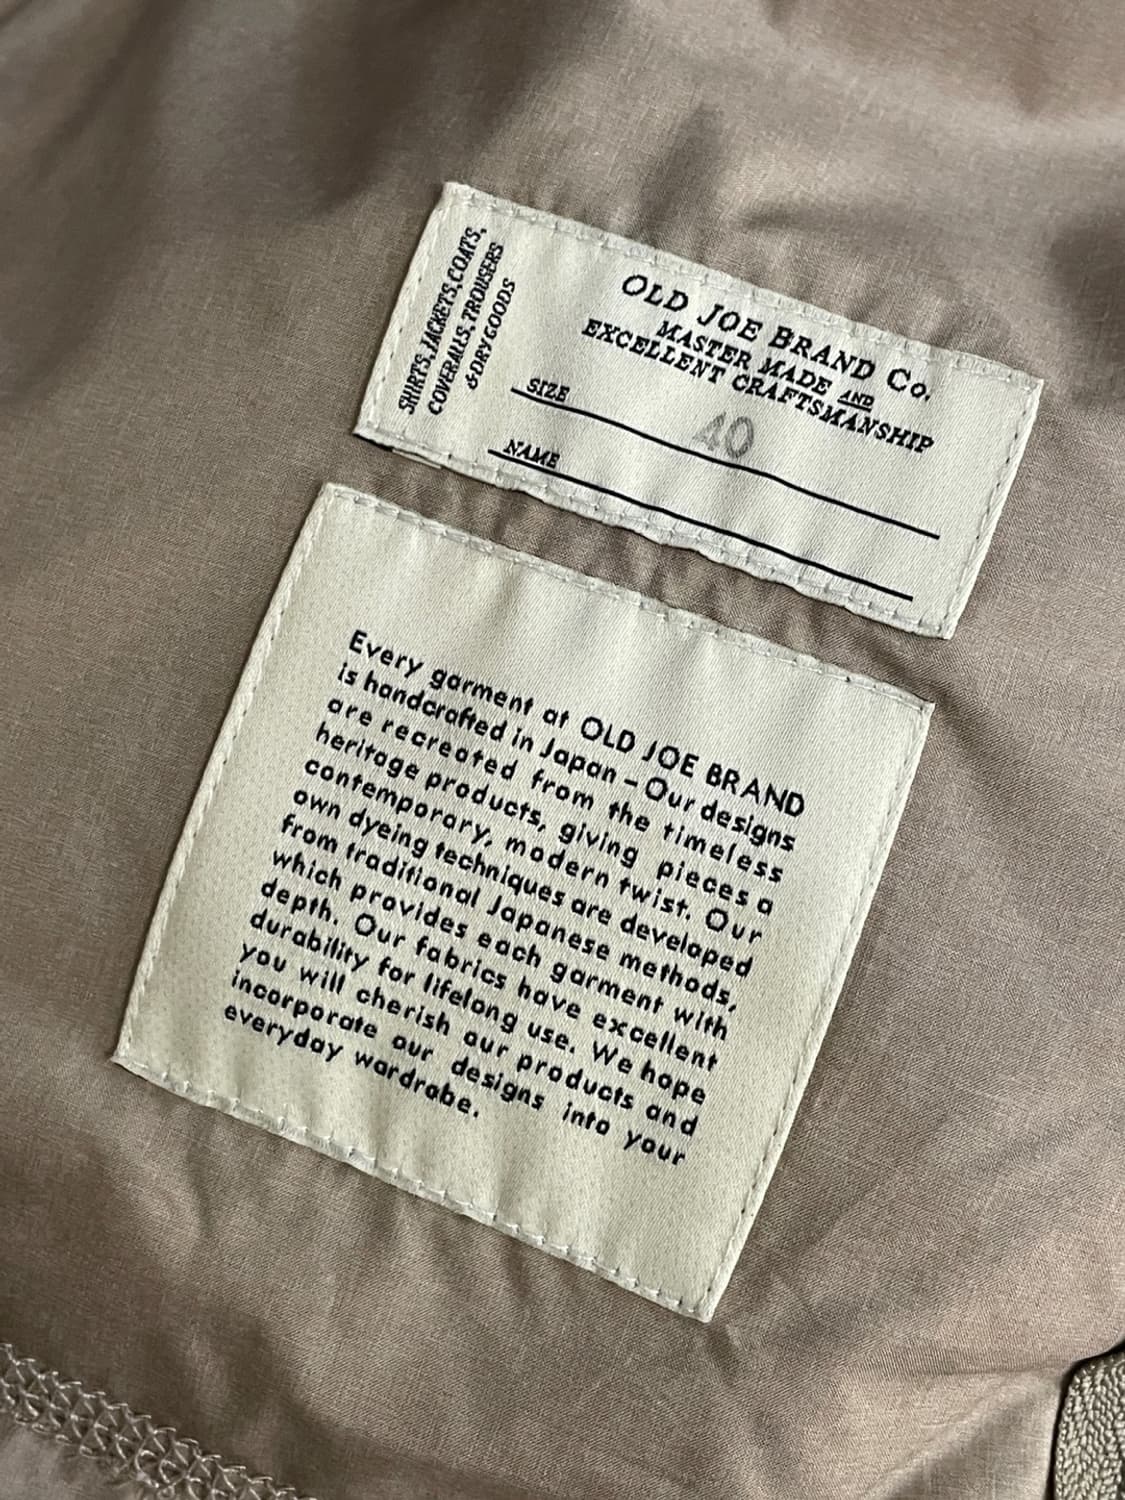 SHIRTS, JACKETS, COATS,
COVERALLS, TROUSERS
& DRY GOODS
OLD JOE BRAND Co.
MASTER MADE AND
EXCELLENT CRAFTSMANSHIP
SIZE 40
NAME
Every garment at OLD JOE BRAND
is handcrafted in Japan – Our designs
are recreated from the timeless
heritage products, giving pieces a
contemporary, modern twist. Our
own dyeing techniques are developed
from traditional Japanese methods,
which provides each garment with
depth. Our fabrics have excellent
durability for lifelong use. We hope
you will cherish our products and
incorporate our designs into your
everyday wardrobe.